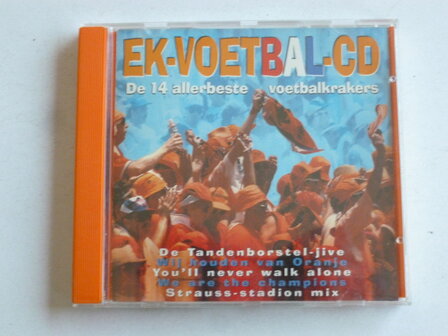 EK-VOETBAL-CD
De 14 allerbeste voetbalkrakers
De Tandenborstel-jive
Wij houden van Oranje
You'll never walk alone
We are the champions
Strauss-stadion mix